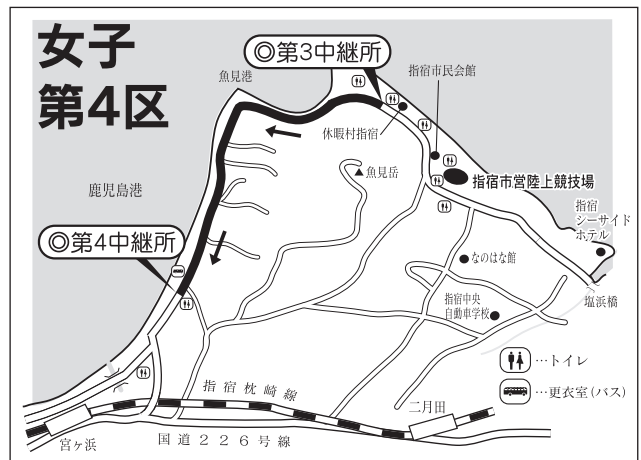 女子
第4区
◎第3中継所
魚見港
指宿市民会館
休暇村指宿
▲魚見岳
鹿児島港
指宿市営陸上競技場
指宿
シーサイド
ホテル
◎第4中継所
なのはな館
指宿中央
自動車学校
塩浜橋
…トイレ
…更衣室(バス)
指宿枕崎線
二月田
宮ヶ浜
国道226号線